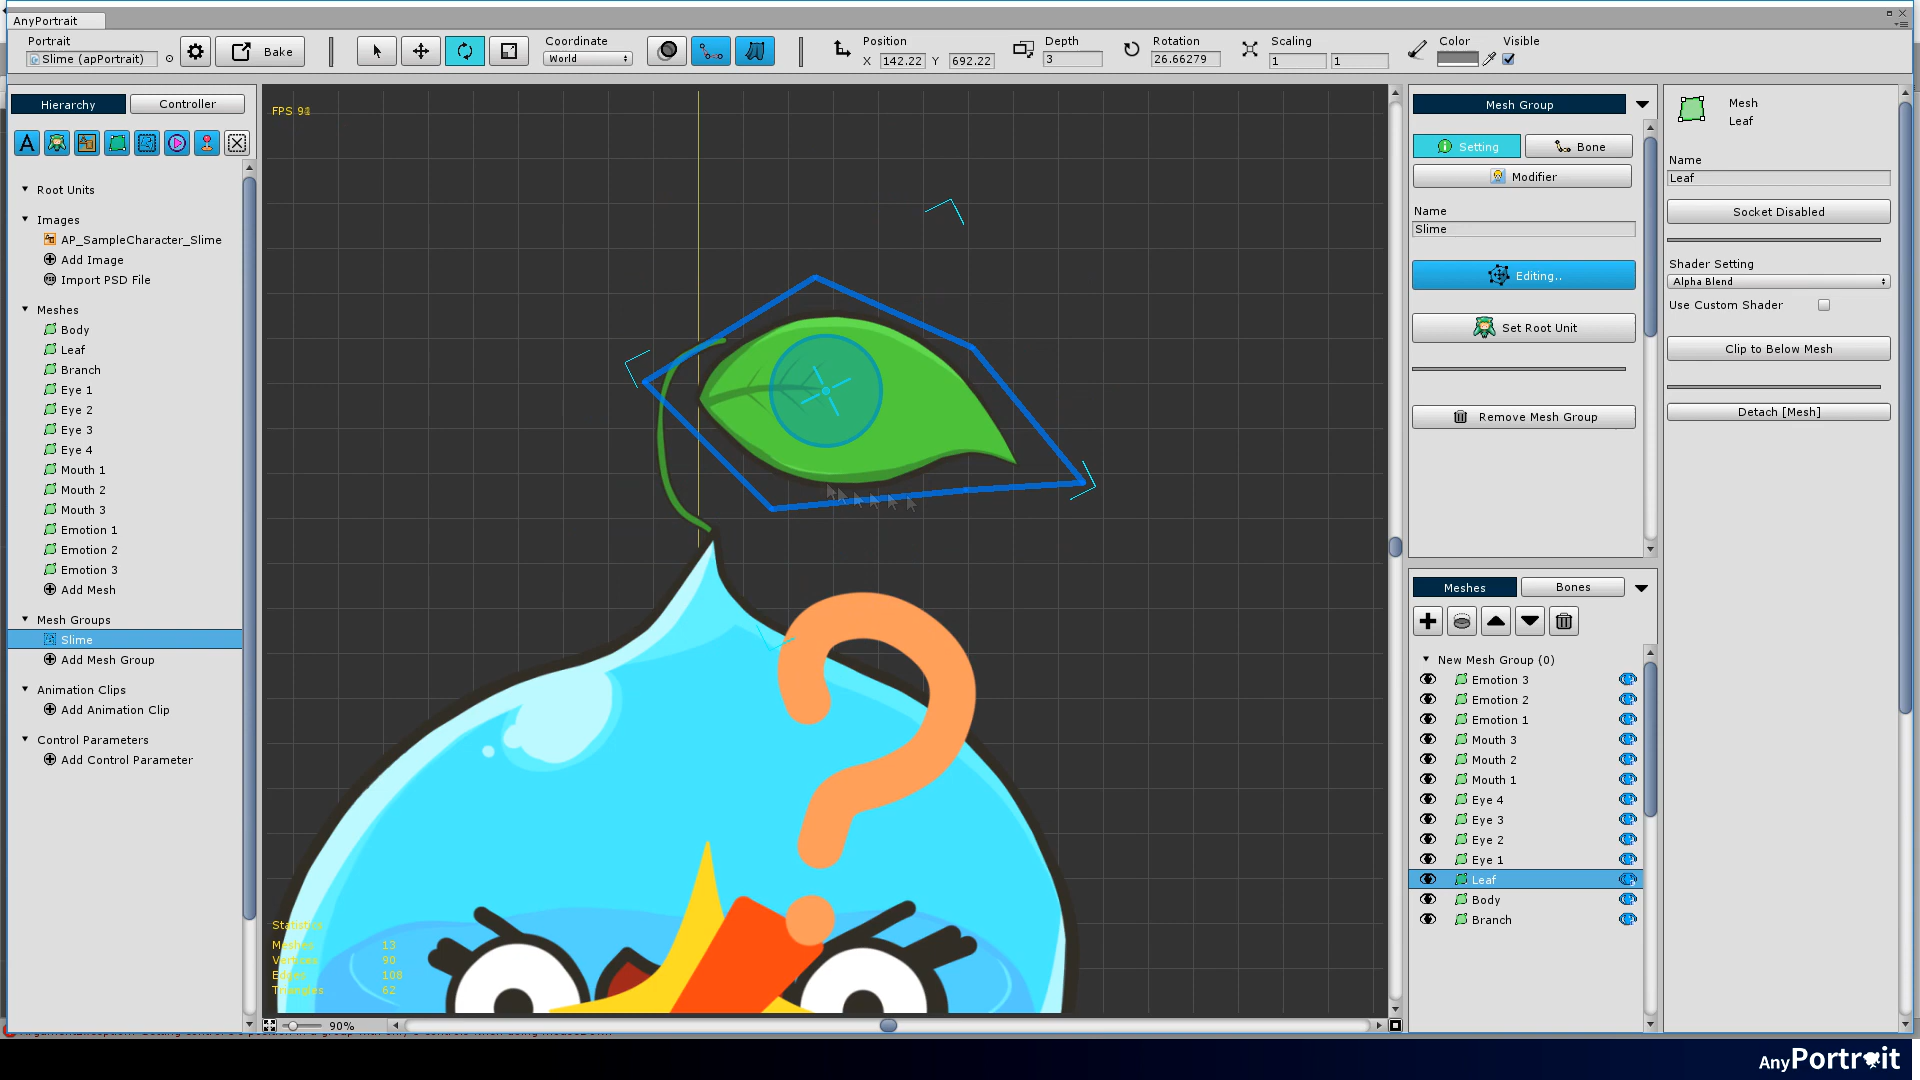 AnyPortrait
Portrait
Slime (apPortrait)
Bake
Coordinate
World
Position
X 142.22 Y 692.22
Depth
3
Rotation
26.66279
Scaling
1 1
Color
Visible
Hierarchy
Controller
Root Units
Images
AP_SampleCharacter_Slime
Add Image
Import PSD File
Meshes
Body
Leaf
Branch
Eye 1
Eye 2
Eye 3
Eye 4
Mouth 1
Mouth 2
Mouth 3
Emotion 1
Emotion 2
Emotion 3
Add Mesh
Mesh Groups
Slime
Add Mesh Group
Animation Clips
Add Animation Clip
Control Parameters
Add Control Parameter
Statistics
Meshes 13
Vertices 90
Edges 108
Triangles 62
90%
Mesh Group
Setting
Bone
Modifier
Name
Slime
Editing..
Set Root Unit
Remove Mesh Group
Meshes
Bones
New Mesh Group (0)
Emotion 3
Emotion 2
Emotion 1
Mouth 3
Mouth 2
Mouth 1
Eye 4
Eye 3
Eye 2
Eye 1
Leaf
Body
Branch
Mesh
Leaf
Name
Leaf
Socket Disabled
Shader Setting
Alpha Blend
Use Custom Shader
Clip to Below Mesh
Detach [Mesh]
AnyPortrait